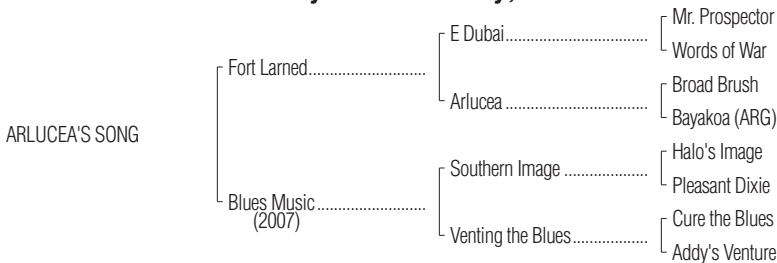 Mr. Prospector
E Dubai
Words of War
Fort Larned
Broad Brush
Arlucea
Bayakoa (ARG)
ARLUCEA'S SONG
Halo's Image
Southern Image
Pleasant Dixie
Blues Music
(2007)
Cure the Blues
Venting the Blues
Addy's Venture